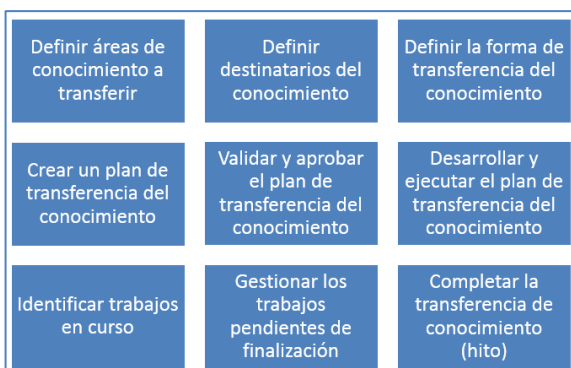 Definir áreas de
conocimiento a
transferir
Definir
destinatarios del
conocimiento
Definir la forma de
transferencia del
conocimiento
Crear un plan de
transferencia del
conocimiento
Validar y aprobar
el plan de
transferencia del
conocimiento
Desarrollar y
ejecutar el plan de
transferencia del
conocimiento
Identificar trabajos
en curso
Gestionar los
trabajos
pendientes de
finalización
Completar la
transferencia de
conocimiento
(hito)